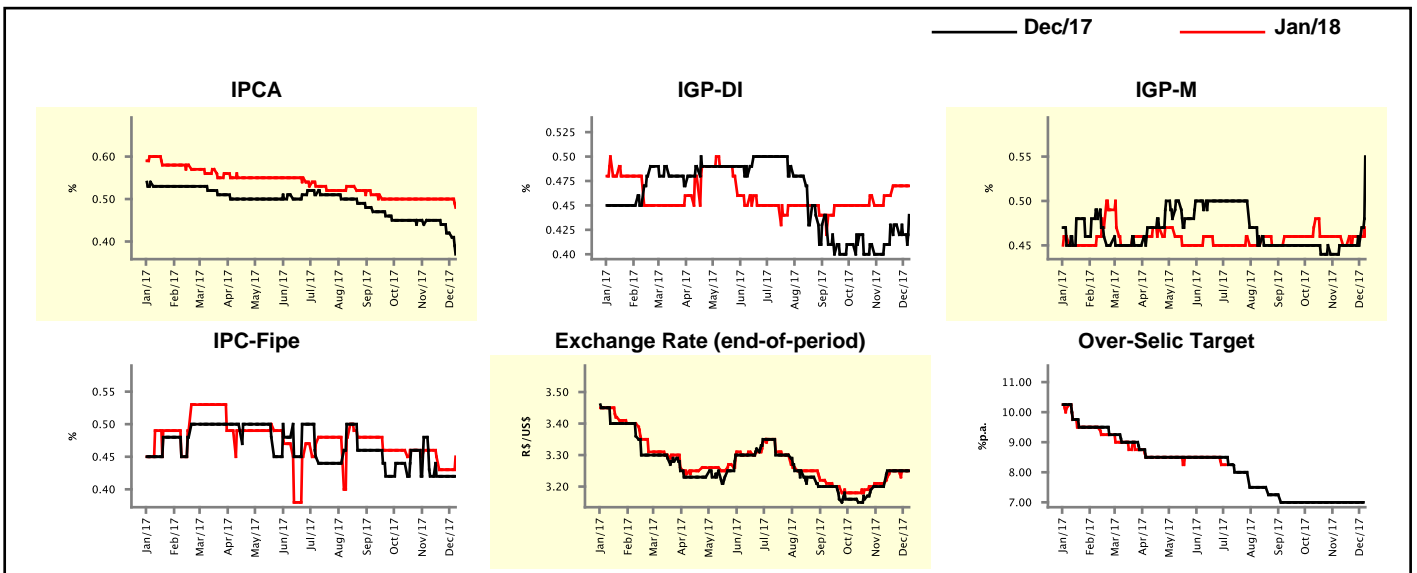 Dec/17 Jan/18
IPCA IGP-DI IGP-M
0.60
0.50
0.40
%
Jan/17 Feb/17 Mar/17 Apr/17 May/17 Jun/17 Jul/17 Aug/17 Sep/17 Oct/17 Nov/17 Dec/17
0.525
0.50
0.475
0.45
0.425
0.40
%
Jan/17 Feb/17 Mar/17 Apr/17 May/17 Jun/17 Jul/17 Aug/17 Sep/17 Oct/17 Nov/17 Dec/17
0.55
0.50
0.45
%
Jan/17 Feb/17 Mar/17 Apr/17 May/17 Jun/17 Jul/17 Aug/17 Sep/17 Oct/17 Nov/17 Dec/17
IPC-Fipe Exchange Rate (end-of-period) Over-Selic Target
0.55
0.50
0.45
0.40
%
Jan/17 Feb/17 Mar/17 Apr/17 May/17 Jun/17 Jul/17 Aug/17 Sep/17 Oct/17 Nov/17 Dec/17
3.50
3.40
3.30
3.20
R$/US$
Jan/17 Feb/17 Mar/17 Apr/17 May/17 Jun/17 Jul/17 Aug/17 Sep/17 Oct/17 Nov/17 Dec/17
11.00
10.00
9.00
8.00
7.00
%p.a.
Jan/17 Feb/17 Mar/17 Apr/17 May/17 Jun/17 Jul/17 Aug/17 Sep/17 Oct/17 Nov/17 Dec/17